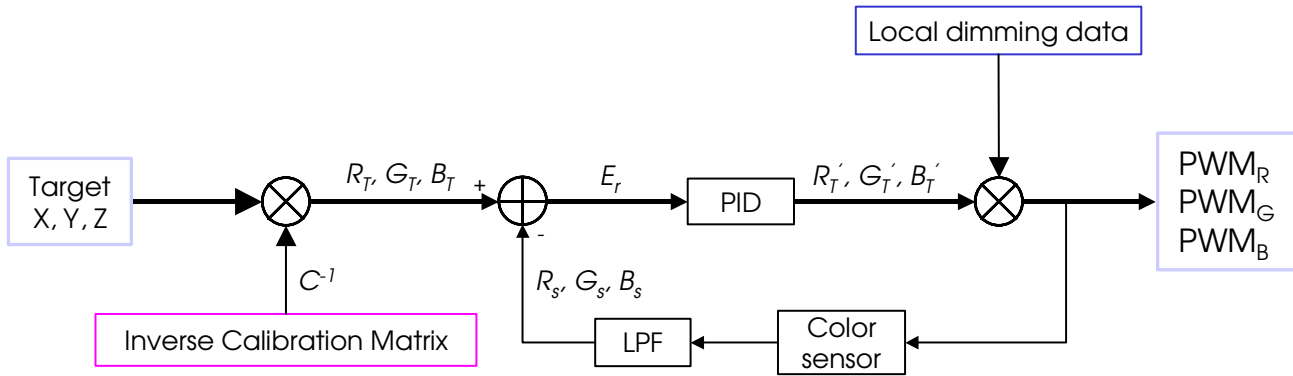 Local dimming data
Target
X, Y, Z
R_T, G_T, B_T
+
-
E_r
PID
R_T´, G_T´, B_T´
PWM_R
PWM_G
PWM_B
C^-1
R_s, G_s, B_s
Inverse Calibration Matrix
LPF
Color
sensor